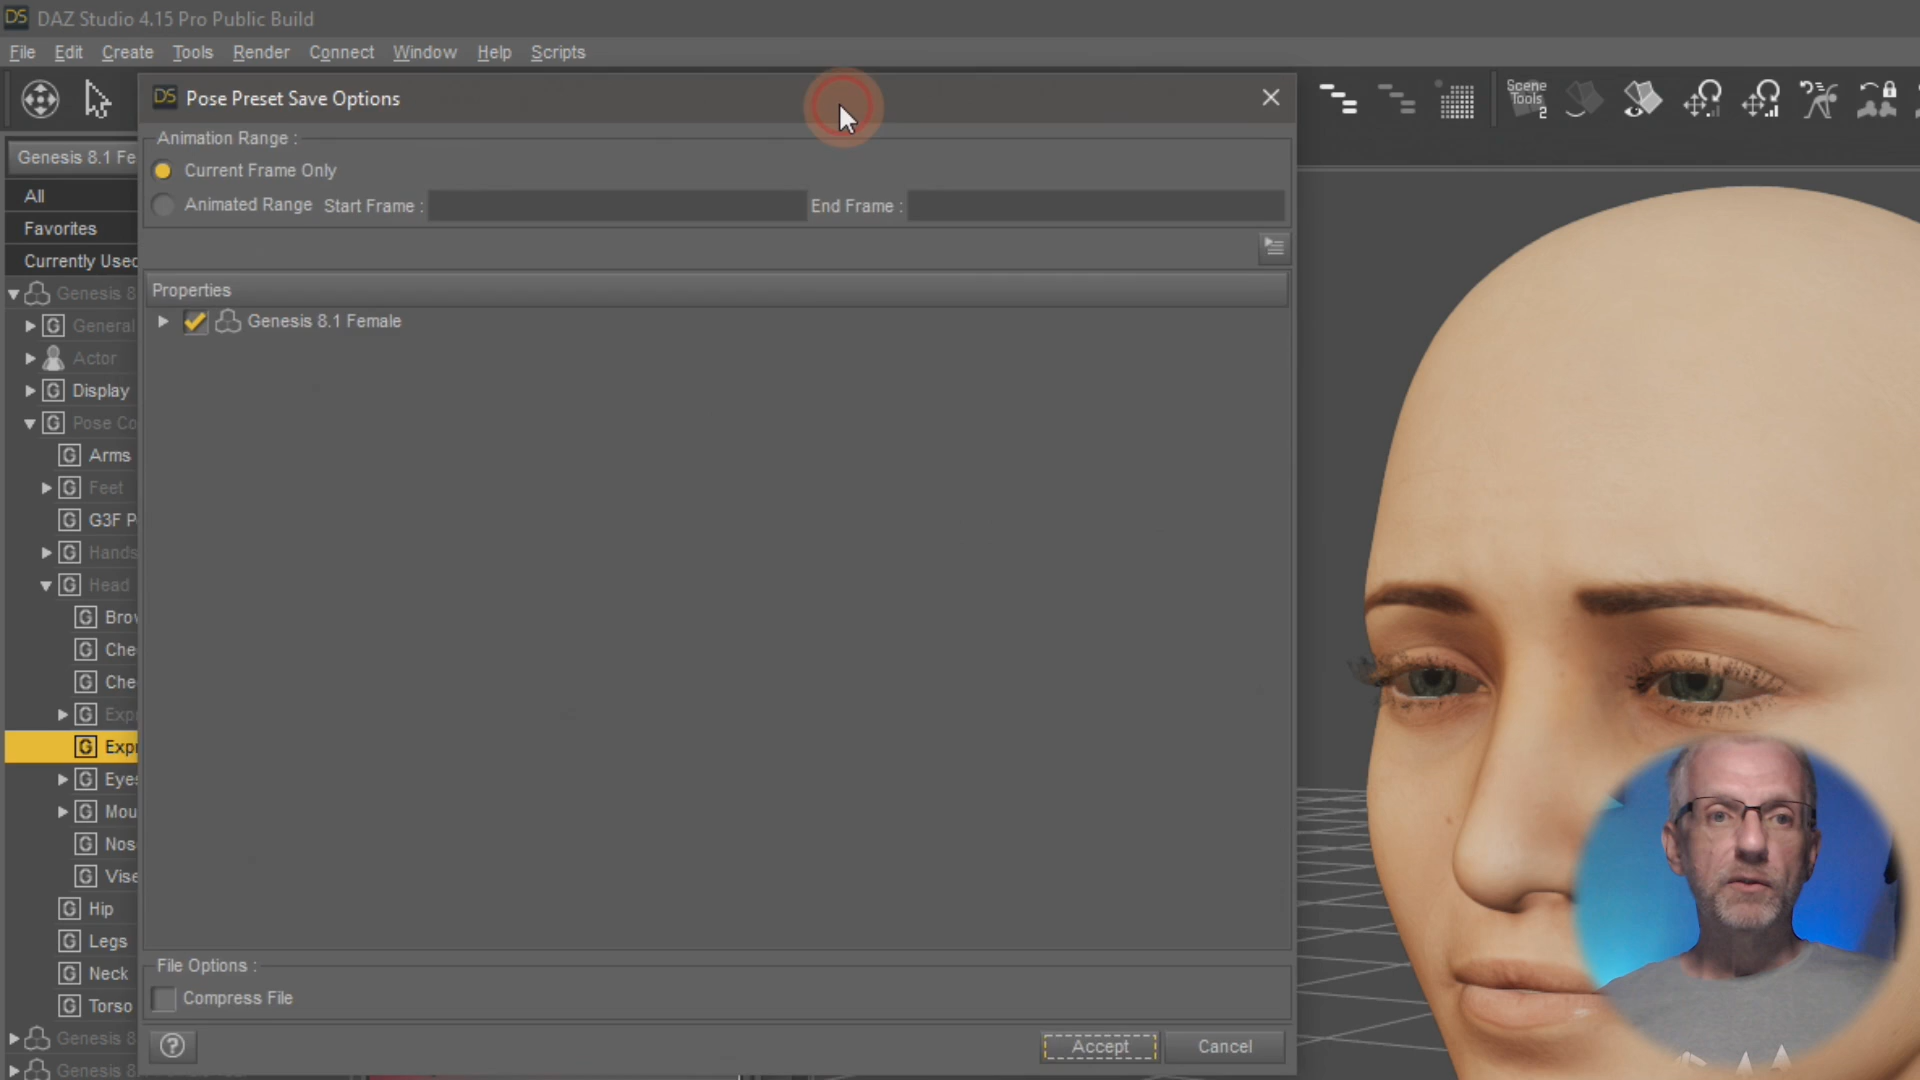 DS DAZ Studio 4.15 Pro Public Build
File Edit Create Tools Render Connect Window Help Scripts
DS Pose Preset Save Options
Scene
Tools
2
Animation Range :
Genesis 8.1 Fe
Current Frame Only
All
Animated Range Start Frame : End Frame :
Favorites
Currently Used
Properties
Genesis 8
Genesis 8.1 Female
G General
Actor
G Display
G Pose Co
G Arms
G Feet
G G3F P
G Hands
G Head
G Brov
G Che
G Che
G Expr
G Expr
G Eyes
G Mou
G Nos
G Vise
G Hip
G Legs
G Neck
G Torso
File Options :
Compress File
Genesis 8
? Accept Cancel
Genesis 8